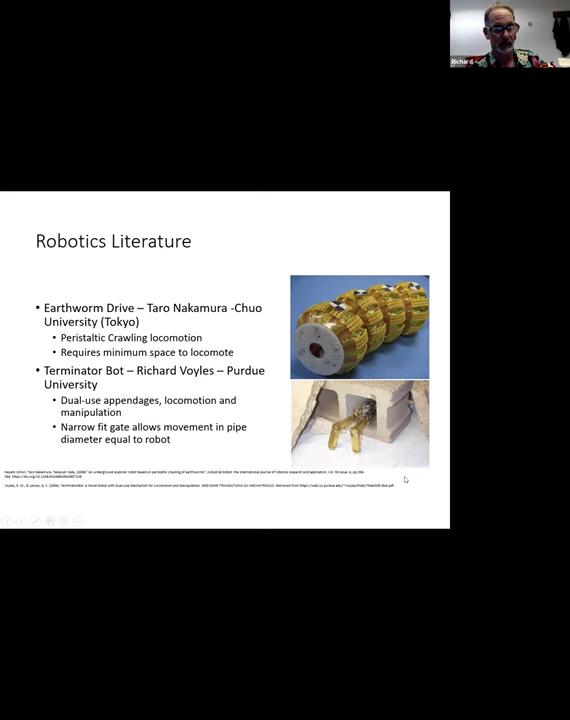 Richard
Robotics Literature
• Earthworm Drive – Taro Nakamura -Chuo
University (Tokyo)
• Peristaltic Crawling locomotion
• Requires minimum space to locomote
• Terminator Bot – Richard Voyles – Purdue
University
• Dual-use appendages, locomotion and
manipulation
• Narrow fit gate allows movement in pipe
diameter equal to robot